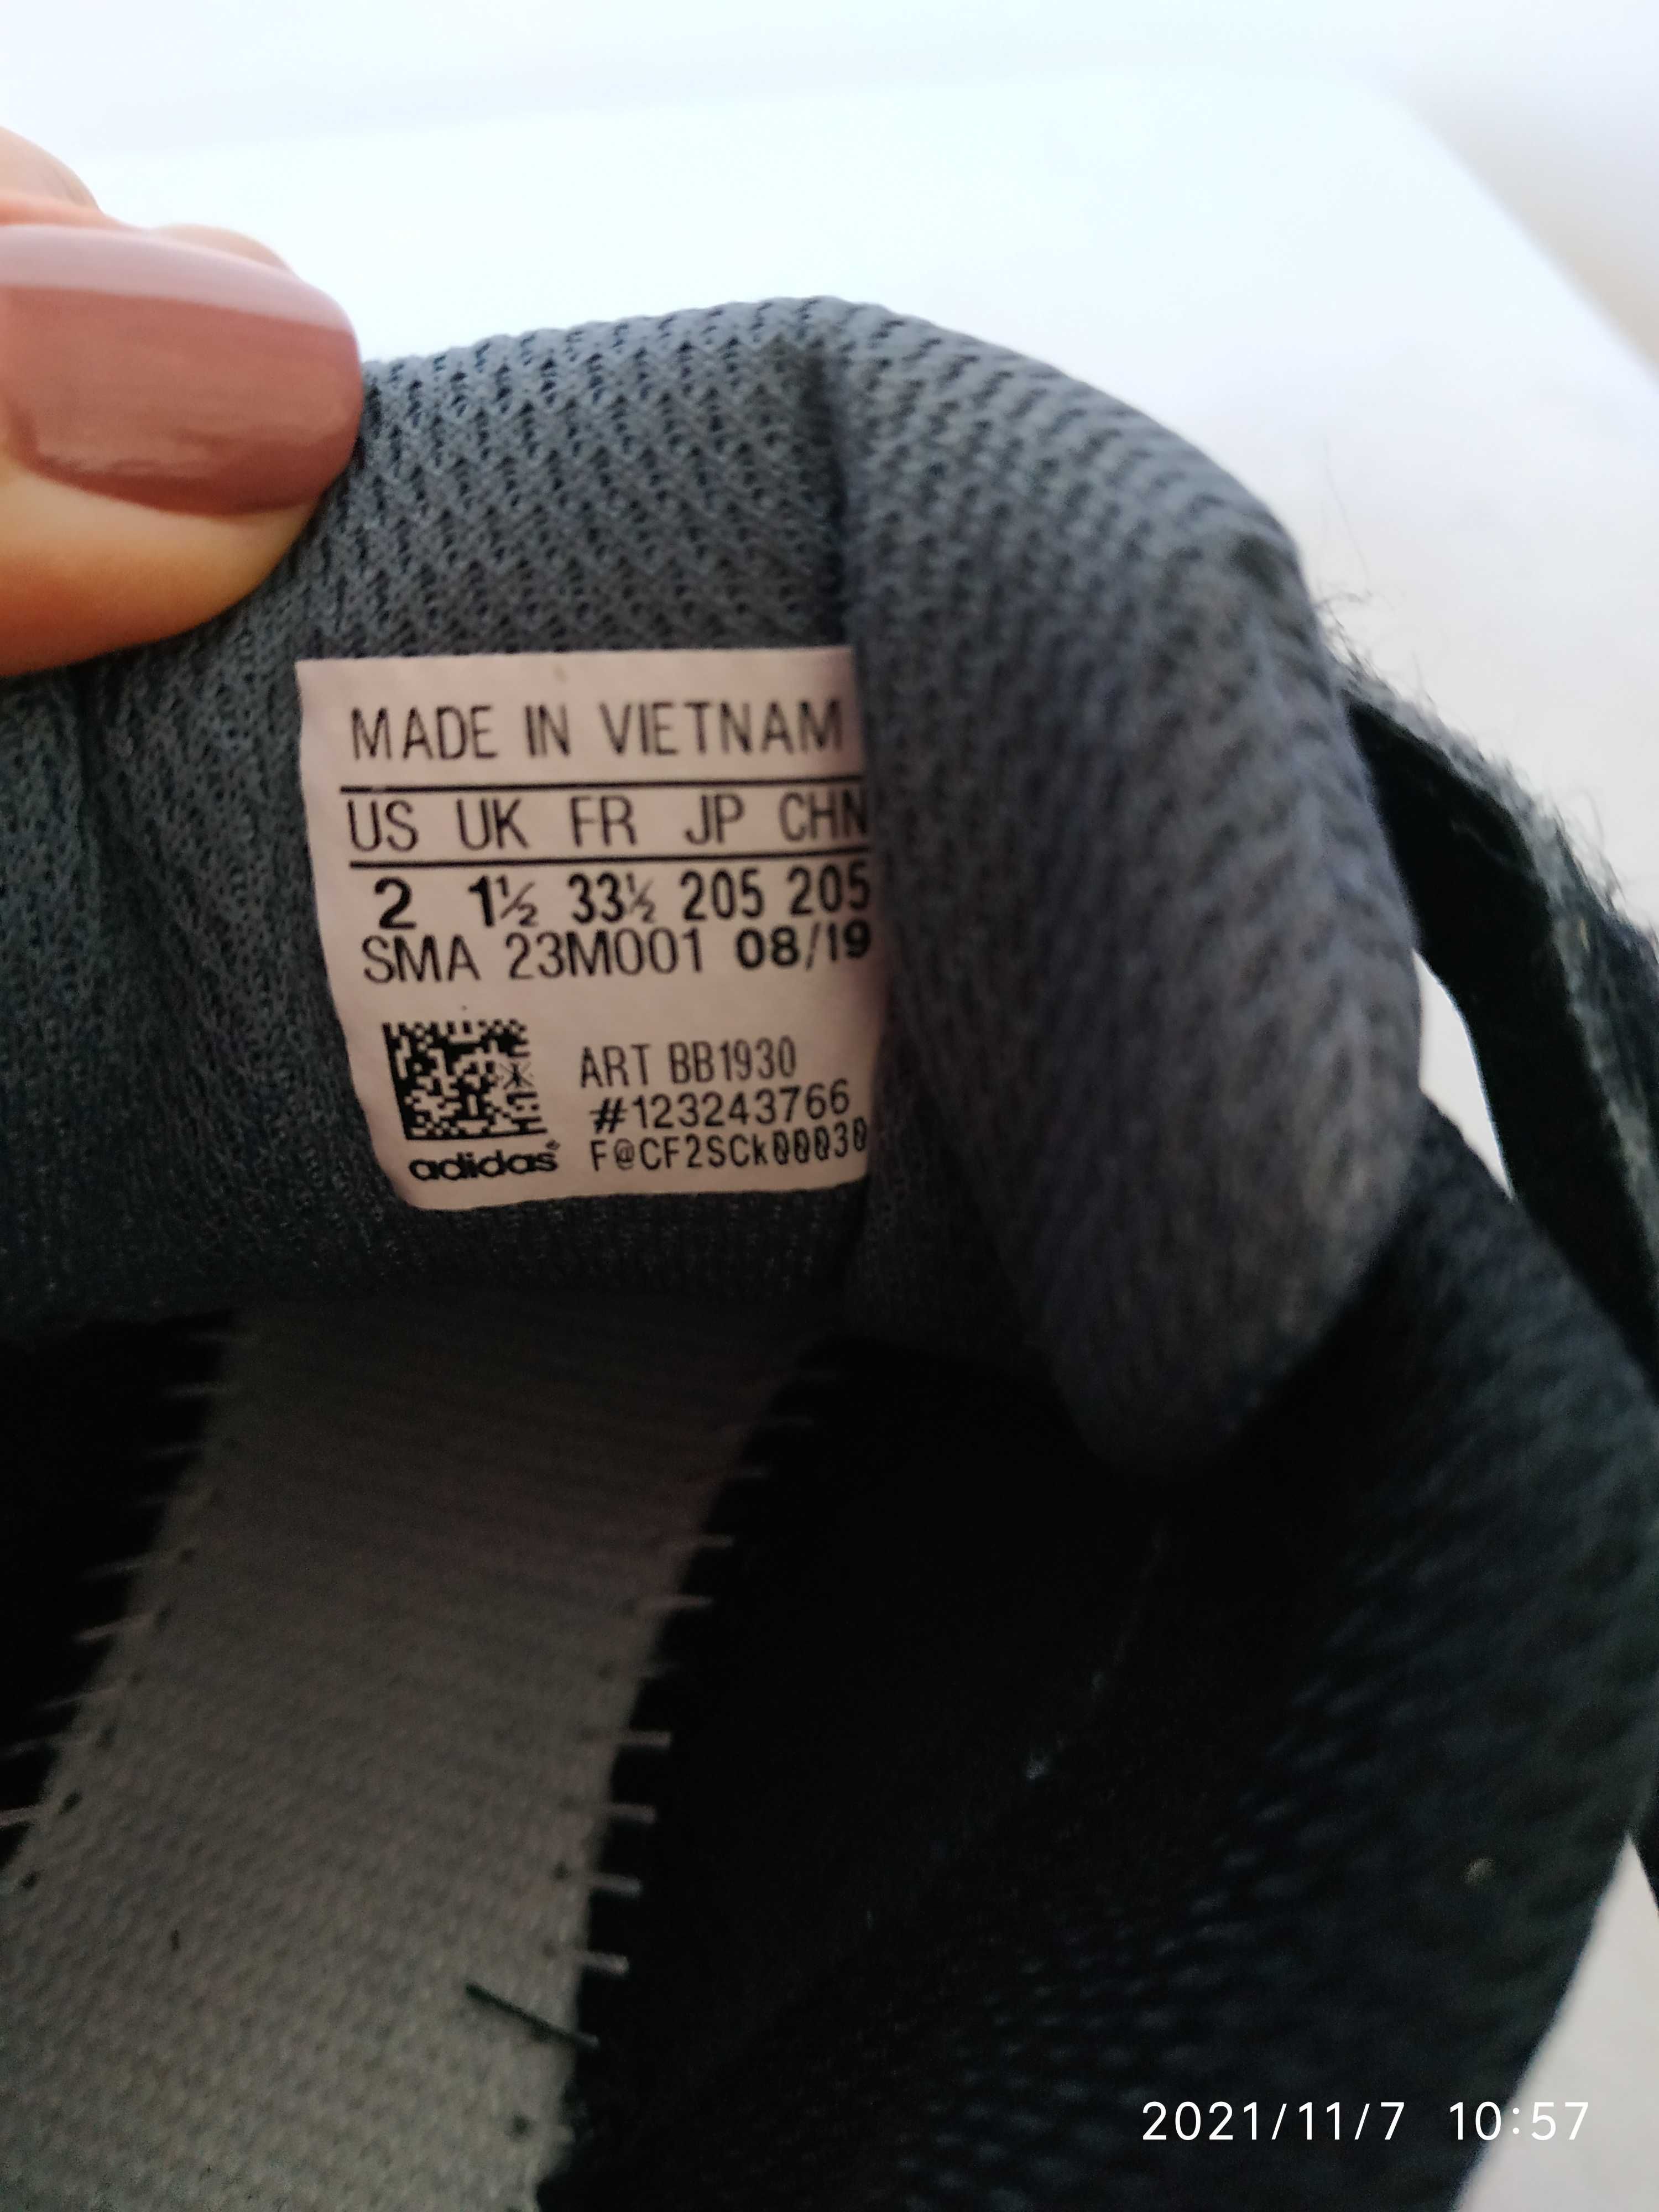 MADE IN VIETNAM
US UK FR JP CHN
2 1½ 33½ 205 205
SMA 23M001 08/19
ART BB1930
#123243766
adidas® F@CF2SCk00030
2021/11/7 10:57